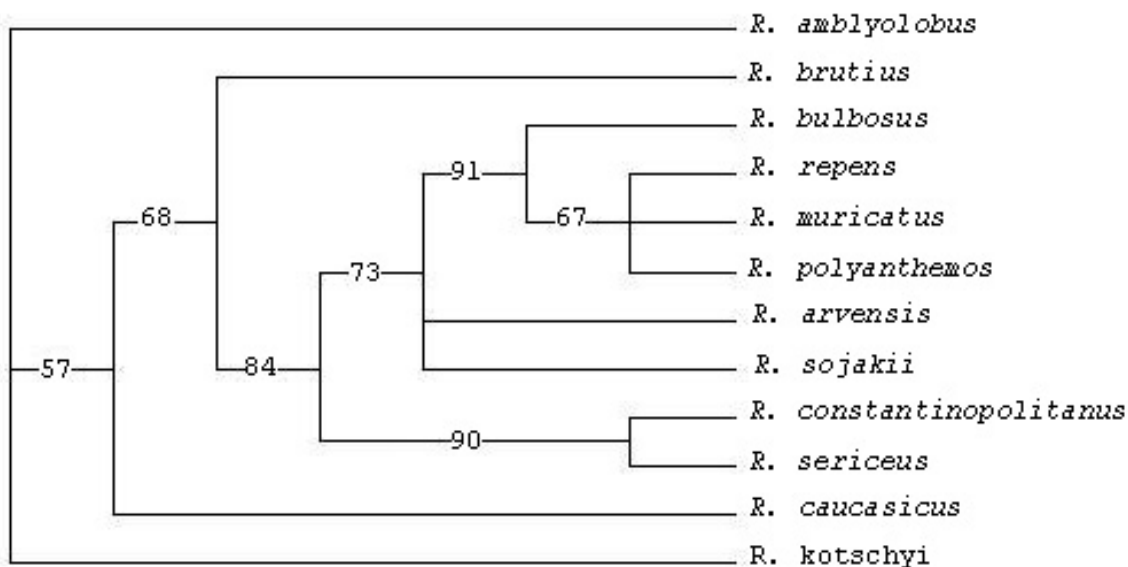 R. amblyolobus
R. brutius
R. bulbosus
91
R. repens
68
67
R. muricatus
73
R. polyanthemos
R. arvensis
57
84
R. sojakii
R. constantinopolitanus
90
R. sericeus
R. caucasicus
R. kotschyi